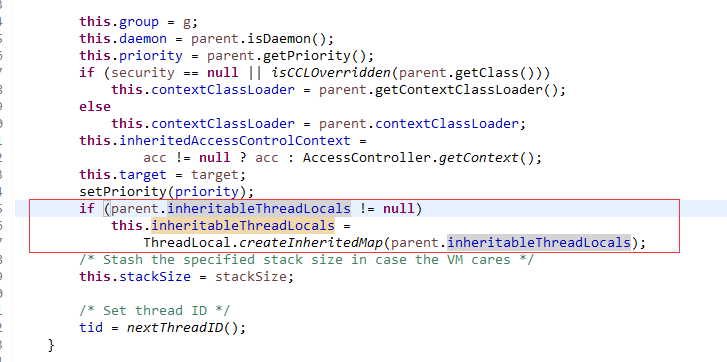 this.group = g;
this.daemon = parent.isDaemon();
this.priority = parent.getPriority();
if (security == null || isCCLOverridden(parent.getClass()))
this.contextClassLoader = parent.getContextClassLoader();
else
this.contextClassLoader = parent.contextClassLoader;
this.inheritedAccessControlContext =
acc != null ? acc : AccessController.getContext();
this.target = target;
setPriority(priority);
if (parent.inheritableThreadLocals != null)
this.inheritableThreadLocals =
ThreadLocal.createInheritedMap(parent.inheritableThreadLocals);
/* Stash the specified stack size in case the VM cares */
this.stackSize = stackSize;
/* Set thread ID */
tid = nextThreadID();
}